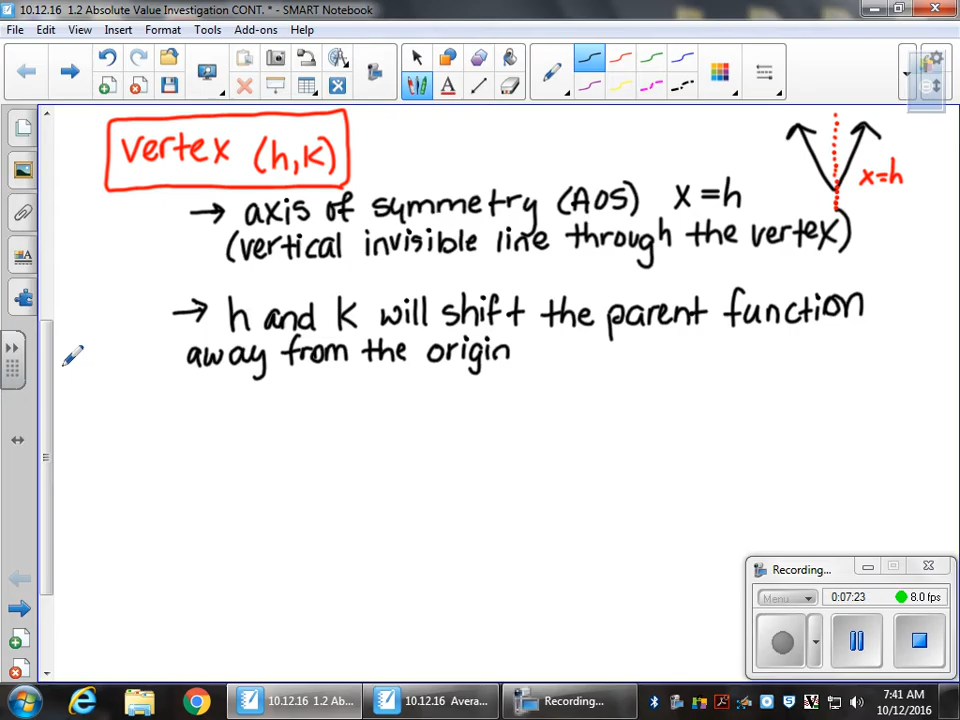 10.12.16 1.2 Absolute Value Investigation CONT. * - SMART Notebook
File Edit View Insert Format Tools Add-ons Help
vertex (h,k)
x=h
→ axis of symmetry (AOS) x=h
(vertical invisible line through the vertex)
→ h and k will shift the parent function
away from the origin
Recording...
Menu 0:07:23 8.0 fps
10.12.16 1.2 Ab... 10.12.16 Avera... Recording...
7:41 AM
10/12/2016